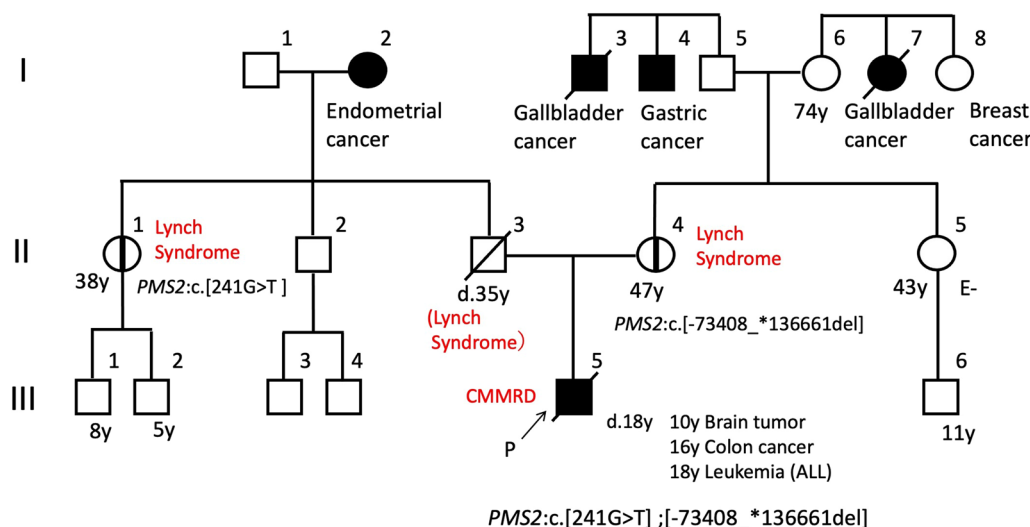 I
1
2
3
4
5
6
7
8
Endometrial
cancer
Gallbladder
cancer
Gastric
cancer
74y
Gallbladder
cancer
Breast
cancer
II
1
Lynch
Syndrome
38y
PMS2:c.[241G>T ]
2
3
d.35y
(Lynch
Syndrome)
4
Lynch
Syndrome
47y
PMS2:c.[-73408_*136661del]
5
43y
E-
III
1
8y
2
5y
3
4
CMMRD
5
P
d.18y
10y Brain tumor
16y Colon cancer
18y Leukemia (ALL)
6
11y
PMS2:c.[241G>T] ;[-73408_*136661del]